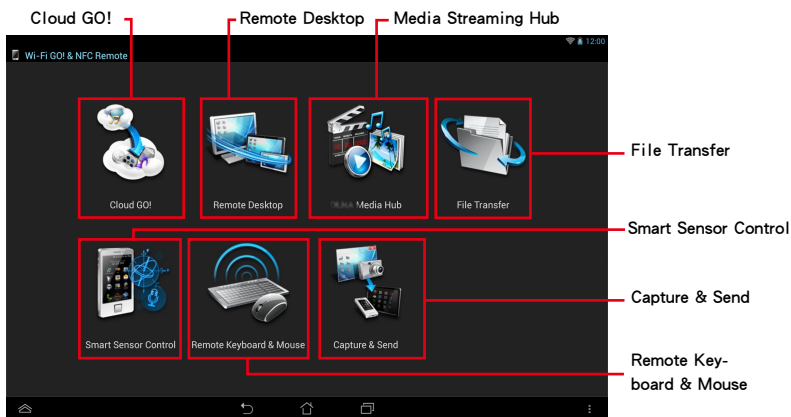 Cloud GO!
Remote Desktop
Media Streaming Hub
12:00
Wi-Fi GO! & NFC Remote
Cloud GO!
Remote Desktop
Media Hub
File Transfer
File Transfer
Smart Sensor Control
Smart Sensor Control
Remote Keyboard & Mouse
Capture & Send
Capture & Send
Remote Key-
board & Mouse